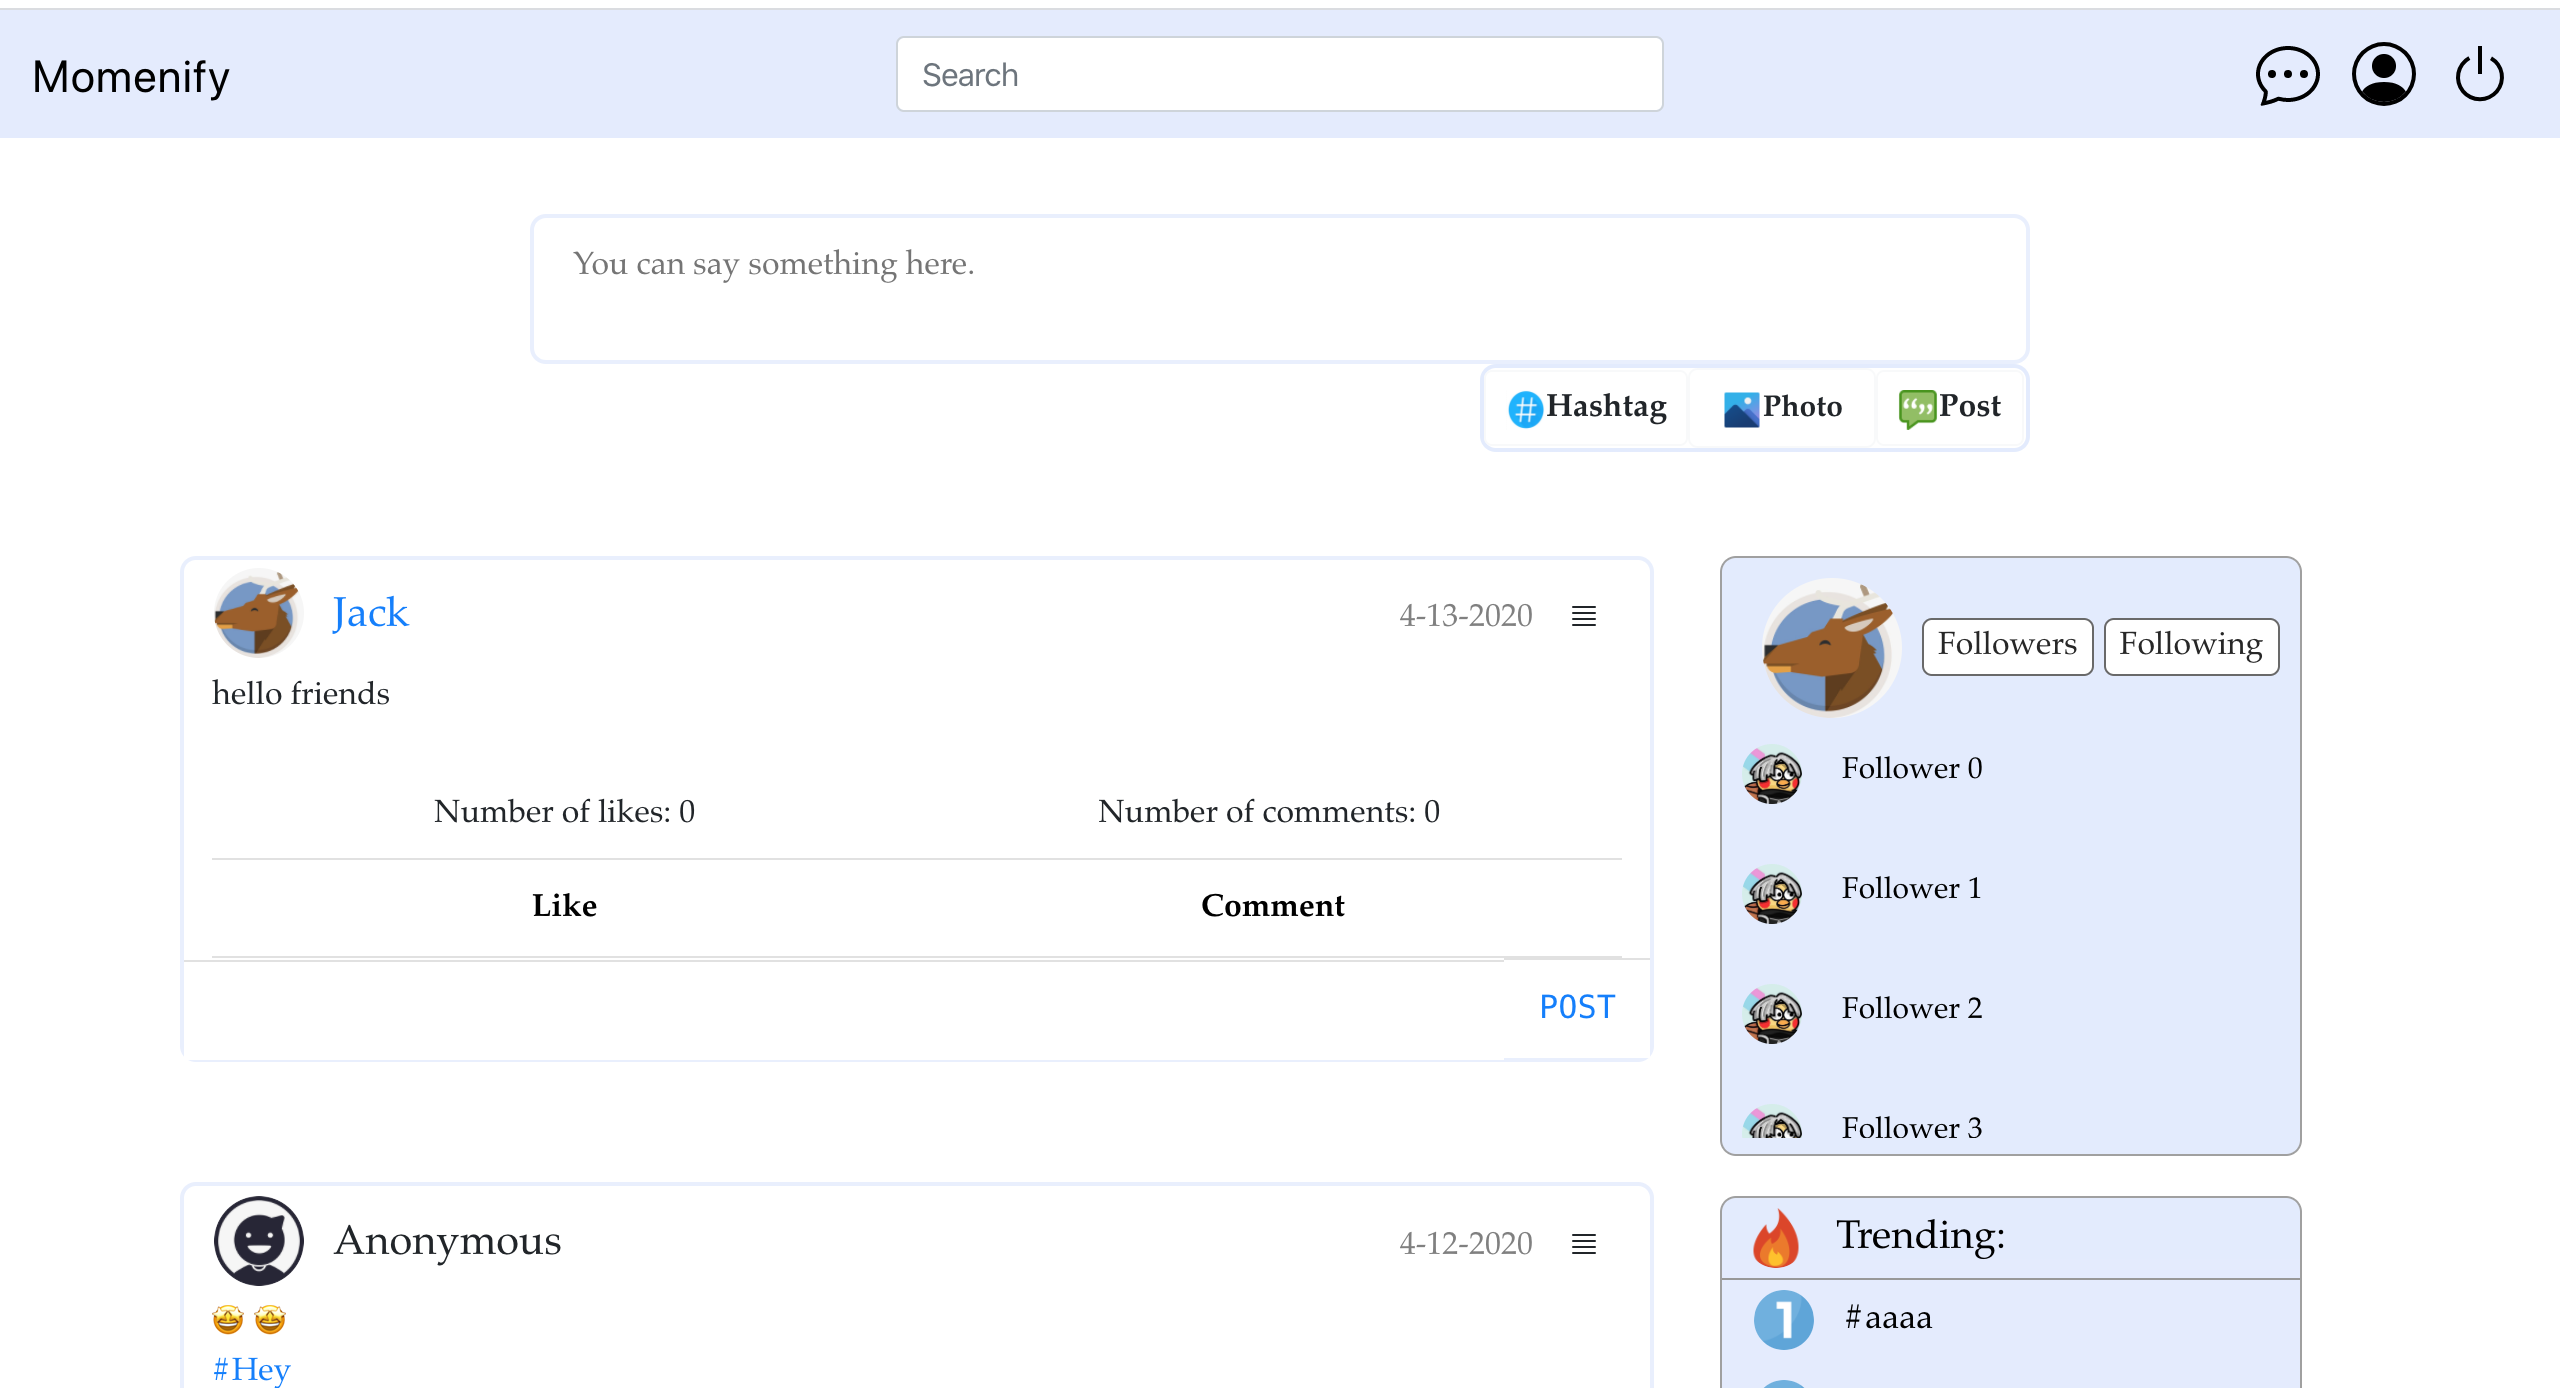 Momenify
Search
You can say something here.
Hashtag Photo Post
Jack 4-13-2020
hello friends
Number of likes: 0 Number of comments: 0
Like Comment
POST
Anonymous 4-12-2020
🤩 🤩
#Hey
Followers Following
Follower 0
Follower 1
Follower 2
Follower 3
Trending:
1 #aaaa